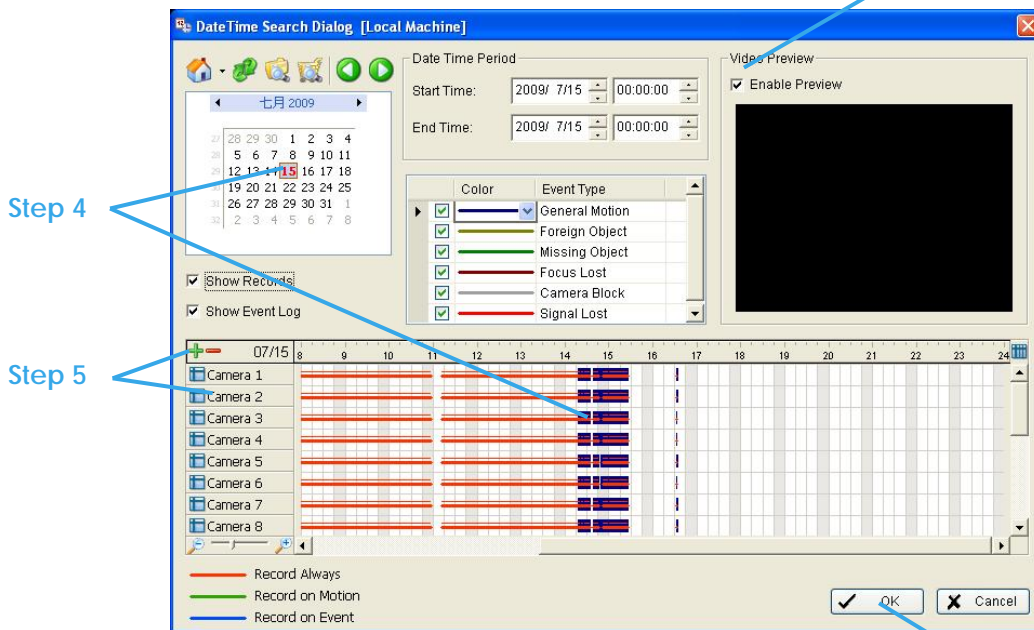 DateTime Search Dialog [Local Machine]
Date Time Period
Start Time: 2009/ 7/15 00:00:00
End Time: 2009/ 7/15 00:00:00
Video Preview
Enable Preview
七月 2009
27 28 29 30 1 2 3 4
28 5 6 7 8 9 10 11
29 12 13 14 15 16 17 18
30 19 20 21 22 23 24 25
31 26 27 28 29 30 31 1
32 2 3 4 5 6 7 8
Step 4
Show Records
Show Event Log
Color Event Type
General Motion
Foreign Object
Missing Object
Focus Lost
Camera Block
Signal Lost
Step 5
07/15 8 9 10 11 12 13 14 15 16 17 18 19 20 21 22 23 24
Camera 1
Camera 2
Camera 3
Camera 4
Camera 5
Camera 6
Camera 7
Camera 8
Record Always
Record on Motion
Record on Event
OK Cancel